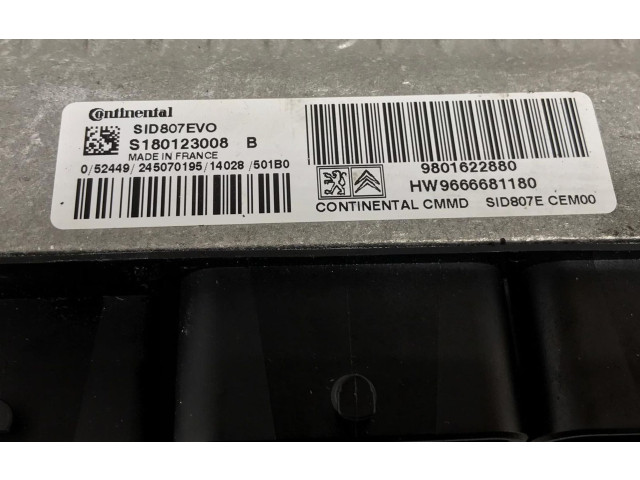 Continental
SID807EVO
S180123008 B
MADE IN FRANCE
0/52449/245070195/14028/501B0
9801622880
HW9666681180
CONTINENTAL CMMD SID807E CEM00